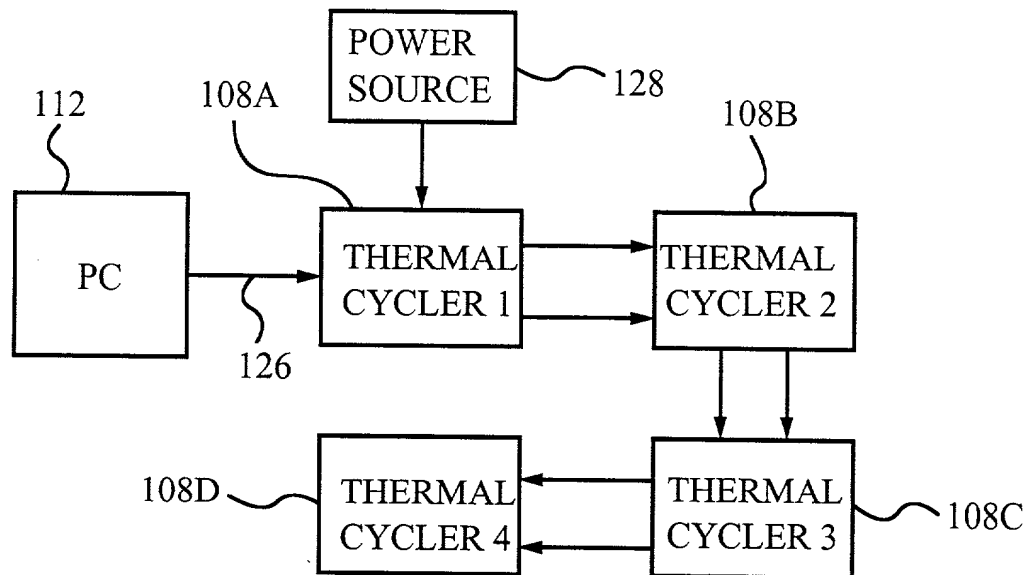 POWER
SOURCE
128
112
108A
108B
PC
THERMAL
CYCLER 1
THERMAL
CYCLER 2
126
108D
THERMAL
CYCLER 4
THERMAL
CYCLER 3
108C